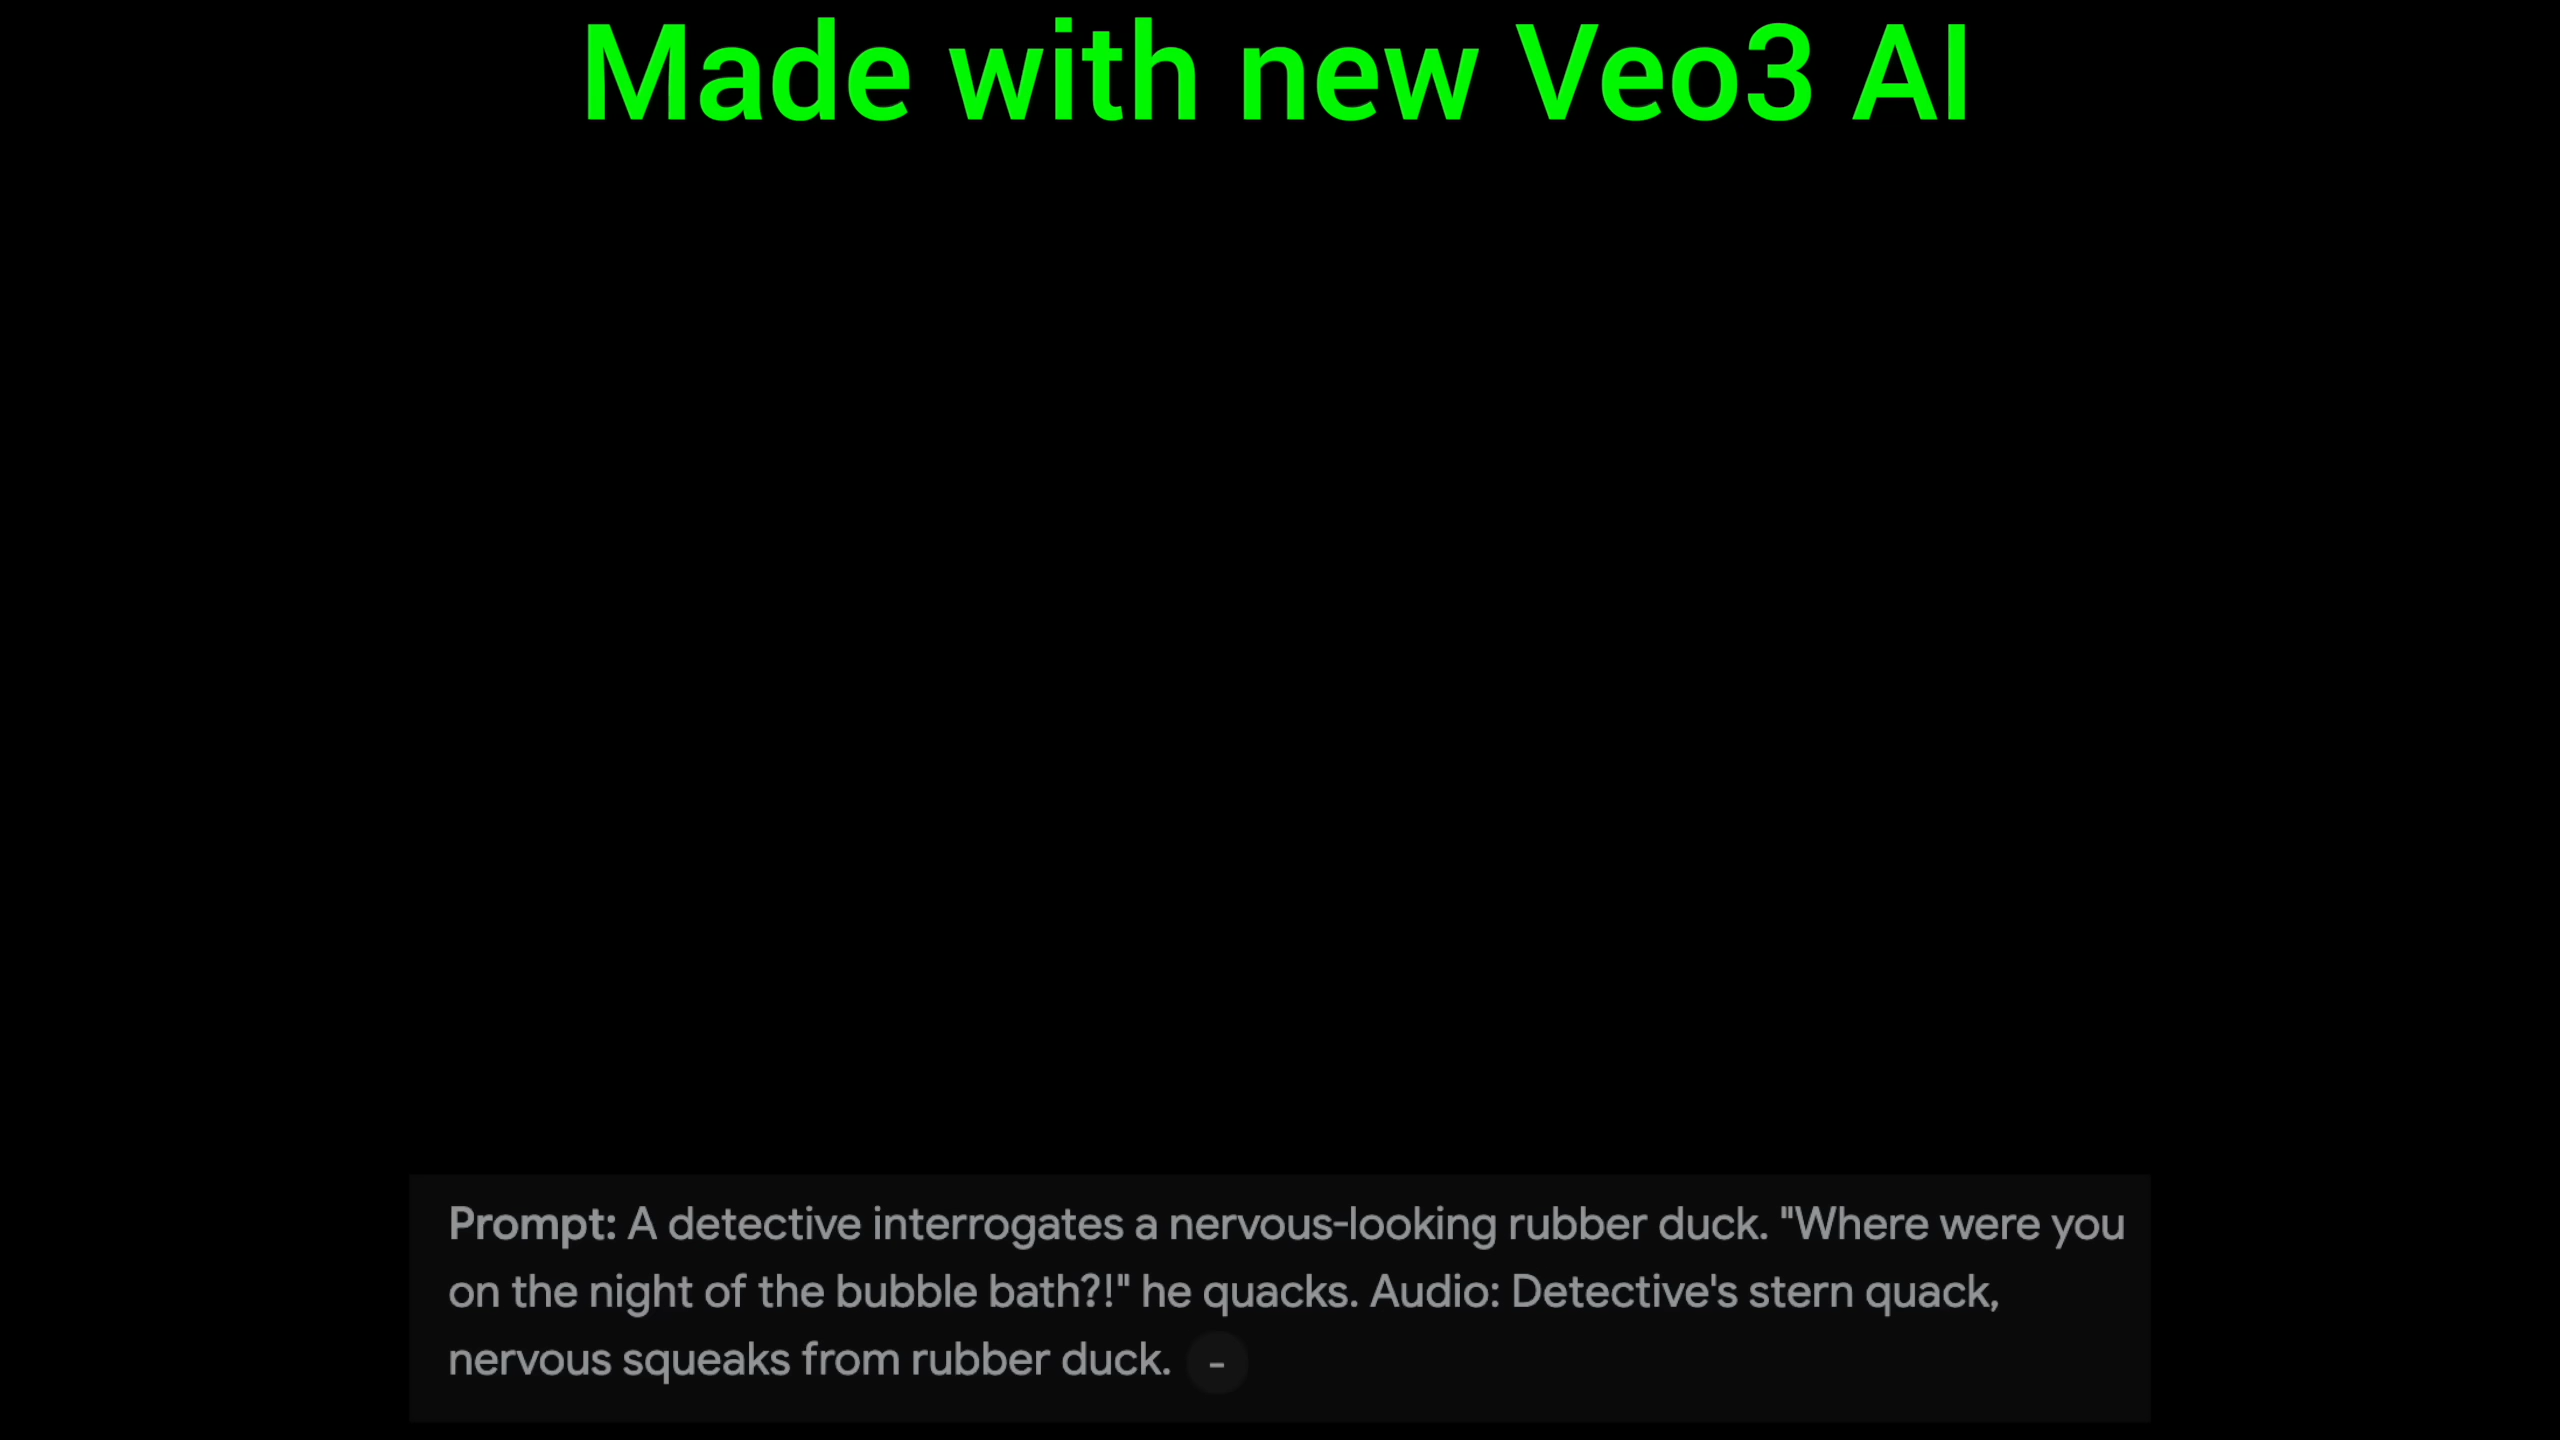 Made with new Veo3 AI
Prompt: A detective interrogates a nervous-looking rubber duck. "Where were you
on the night of the bubble bath?!" he quacks. Audio: Detective's stern quack,
nervous squeaks from rubber duck. -